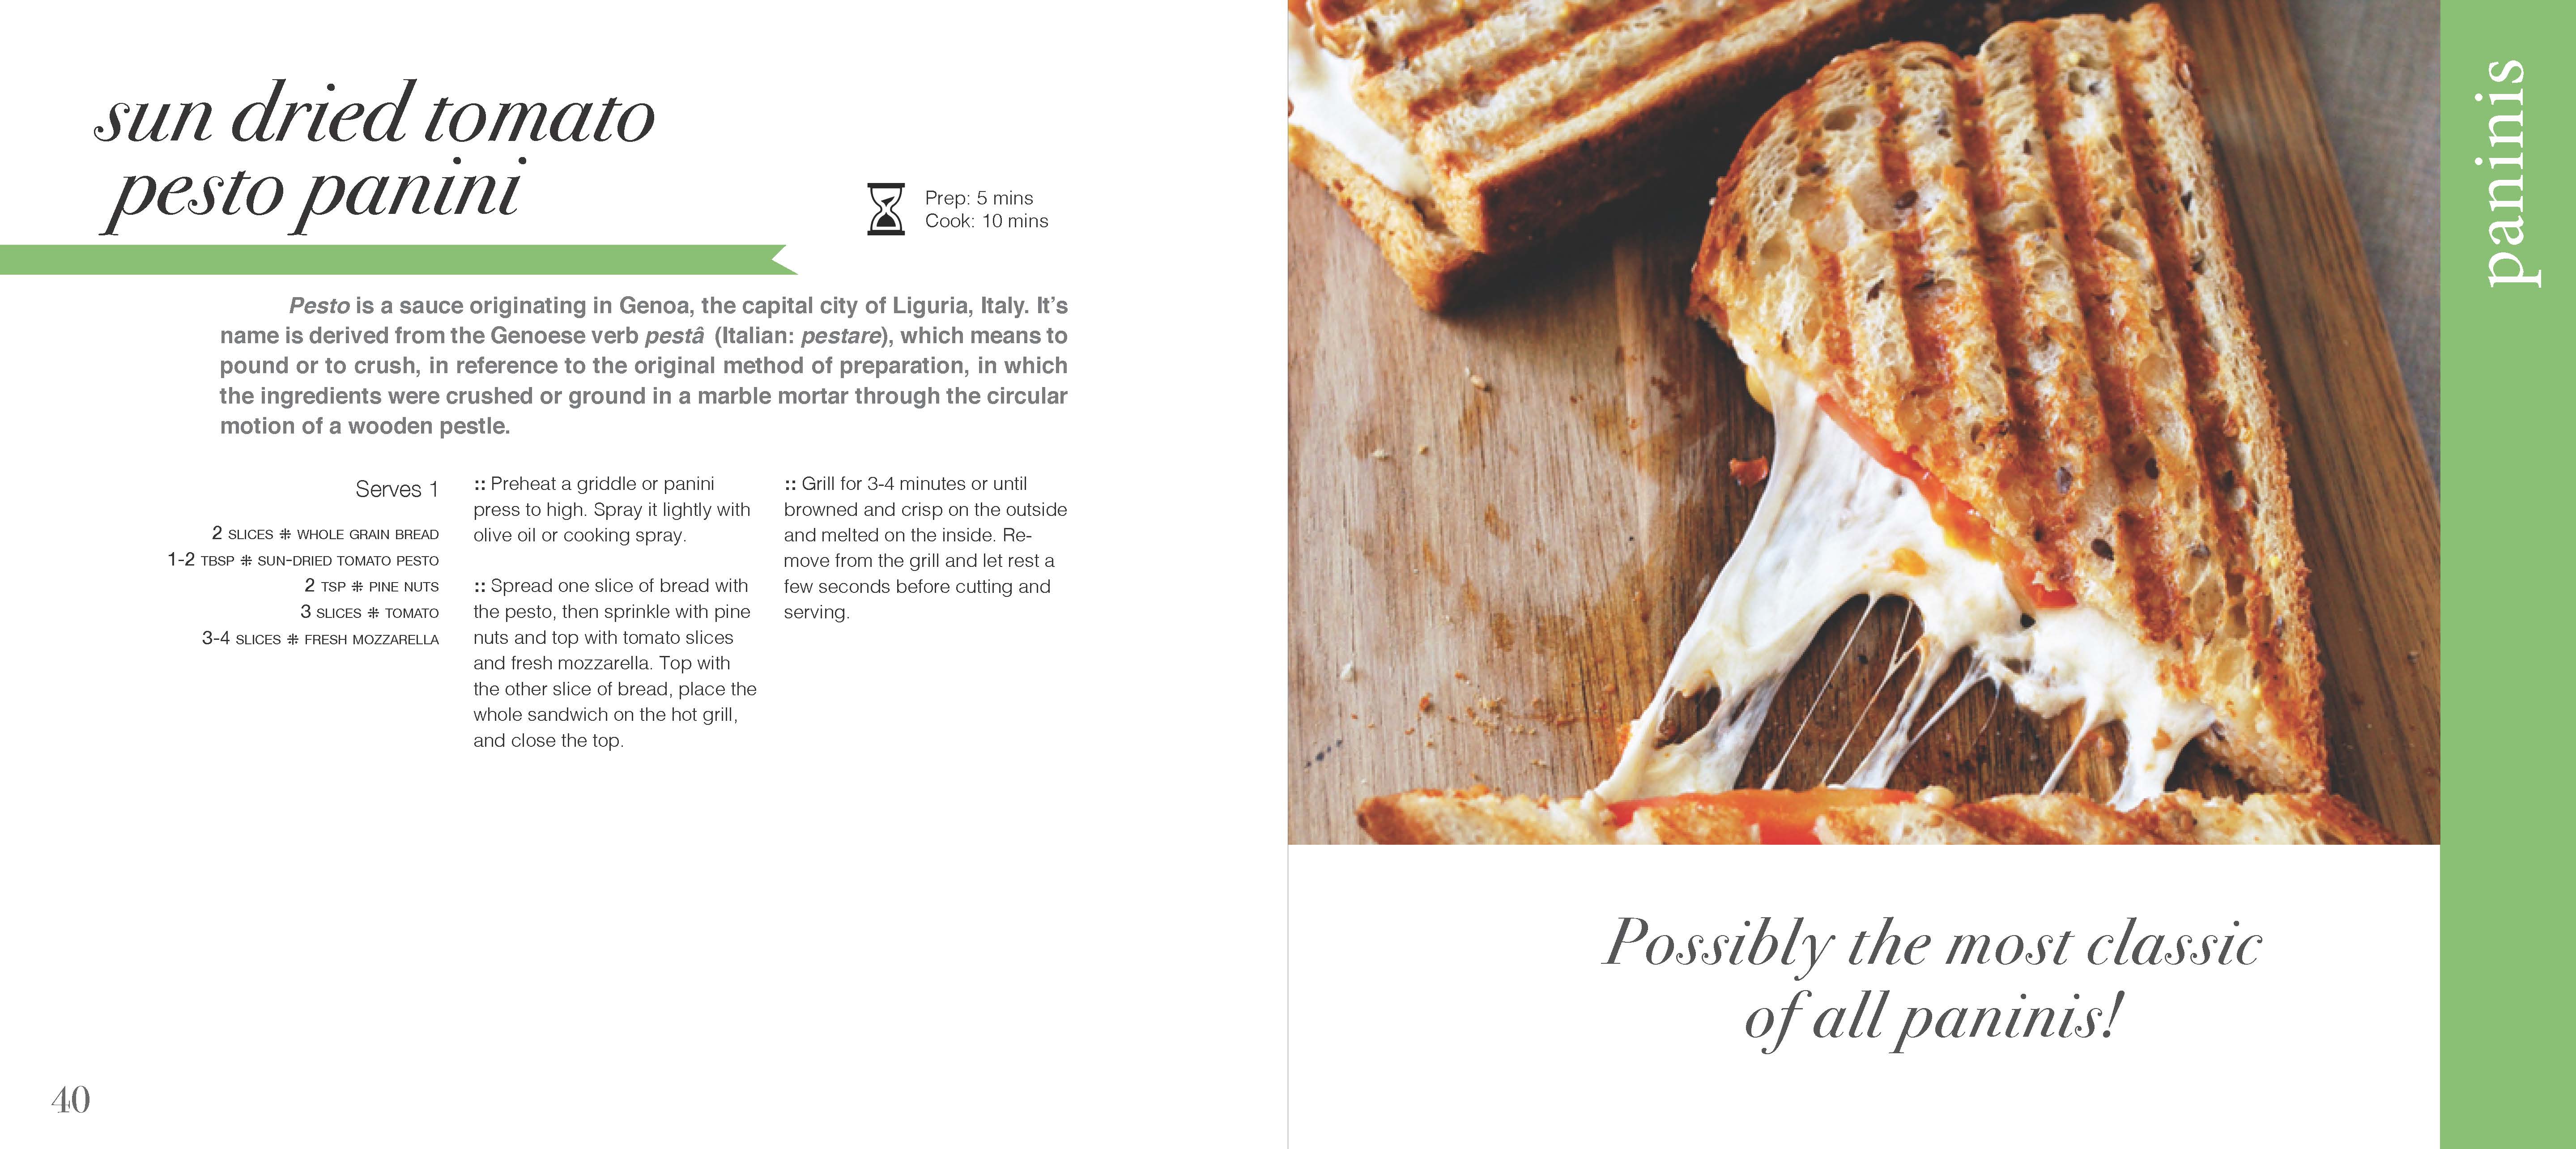 sun dried tomato
pesto panini
Prep: 5 mins
Cook: 10 mins
Pesto is a sauce originating in Genoa, the capital city of Liguria, Italy. It’s
name is derived from the Genoese verb pestâ (Italian: pestare), which means to
pound or to crush, in reference to the original method of preparation, in which
the ingredients were crushed or ground in a marble mortar through the circular
motion of a wooden pestle.
Serves 1
2 SLICES ❉ WHOLE GRAIN BREAD
1-2 TBSP ❉ SUN-DRIED TOMATO PESTO
2 TSP ❉ PINE NUTS
3 SLICES ❉ TOMATO
3-4 SLICES ❉ FRESH MOZZARELLA
:: Preheat a griddle or panini
press to high. Spray it lightly with
olive oil or cooking spray.
:: Spread one slice of bread with
the pesto, then sprinkle with pine
nuts and top with tomato slices
and fresh mozzarella. Top with
the other slice of bread, place the
whole sandwich on the hot grill,
and close the top.
:: Grill for 3-4 minutes or until
browned and crisp on the outside
and melted on the inside. Re-
move from the grill and let rest a
few seconds before cutting and
serving.
40
paninis
Possibly the most classic
of all paninis!